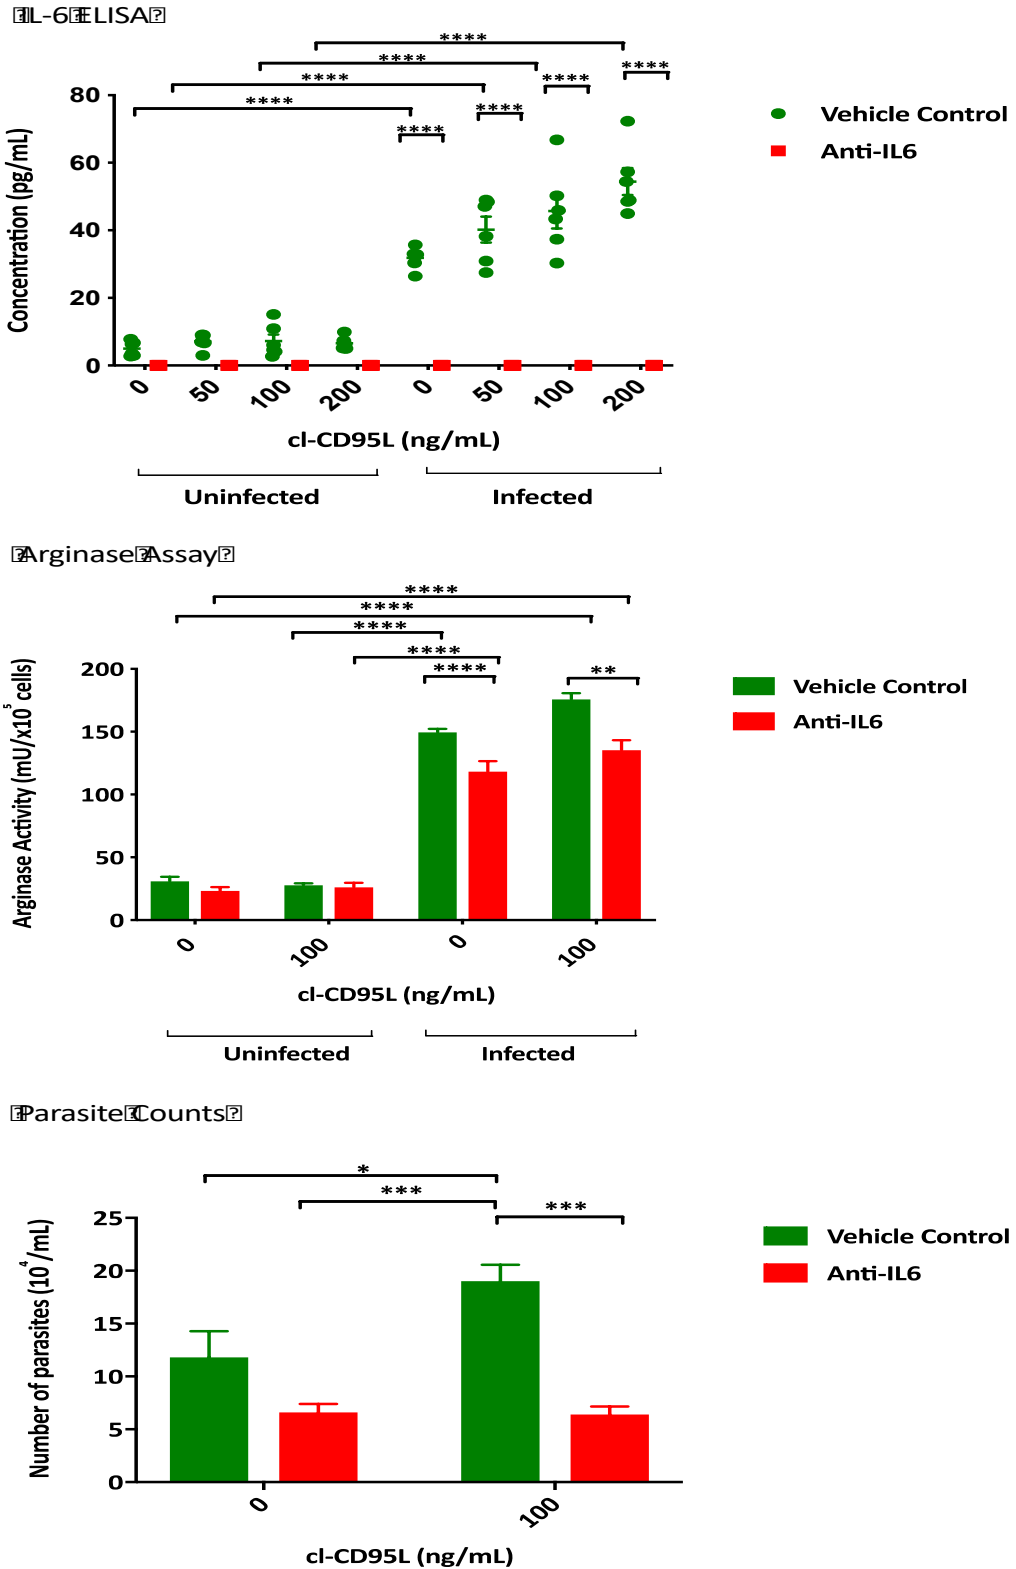 IL-6 ELISA
****
****
****
****
****
****
****
****
80
60
40
20
0
Concentration (pg/mL)
Vehicle Control
Anti-IL6
0 50 100 200 0 50 100 200
cl-CD95L (ng/mL)
Uninfected Infected
Arginase Assay
****
****
****
****
****
**
200
150
100
50
0
Arginase Activity (mU/x10⁵ cells)
Vehicle Control
Anti-IL6
0 100 0 100
cl-CD95L (ng/mL)
Uninfected Infected
Parasite Counts
*
***
***
25
20
15
10
5
0
Number of parasites (10⁴/mL)
Vehicle Control
Anti-IL6
0 100
cl-CD95L (ng/mL)